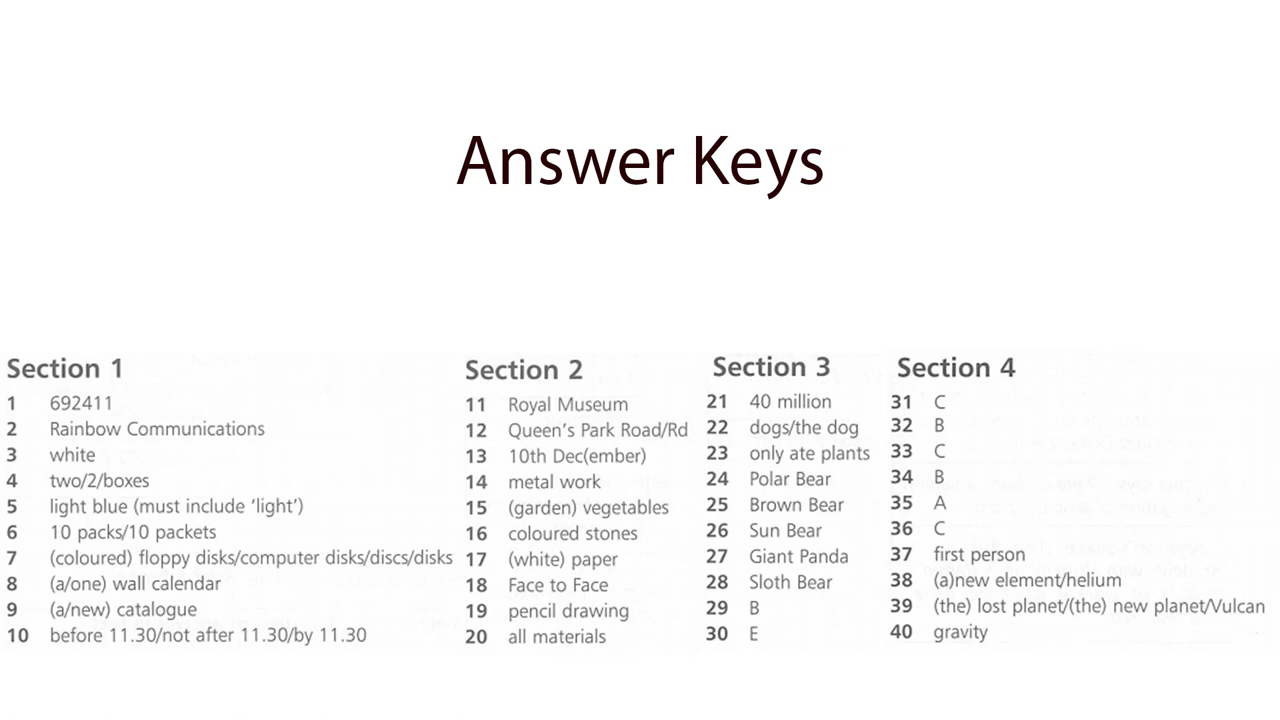 Answer Keys
Section 1
1 692411
2 Rainbow Communications
3 white
4 two/2/boxes
5 light blue (must include ‘light’)
6 10 packs/10 packets
7 (coloured) floppy disks/computer disks/discs/disks
8 (a/one) wall calendar
9 (a/new) catalogue
10 before 11.30/not after 11.30/by 11.30
Section 2
11 Royal Museum
12 Queen’s Park Road/Rd
13 10th Dec(ember)
14 metal work
15 (garden) vegetables
16 coloured stones
17 (white) paper
18 Face to Face
19 pencil drawing
20 all materials
Section 3
21 40 million
22 dogs/the dog
23 only ate plants
24 Polar Bear
25 Brown Bear
26 Sun Bear
27 Giant Panda
28 Sloth Bear
29 B
30 E
Section 4
31 C
32 B
33 C
34 B
35 A
36 C
37 first person
38 (a)new element/helium
39 (the) lost planet/(the) new planet/Vulcan
40 gravity